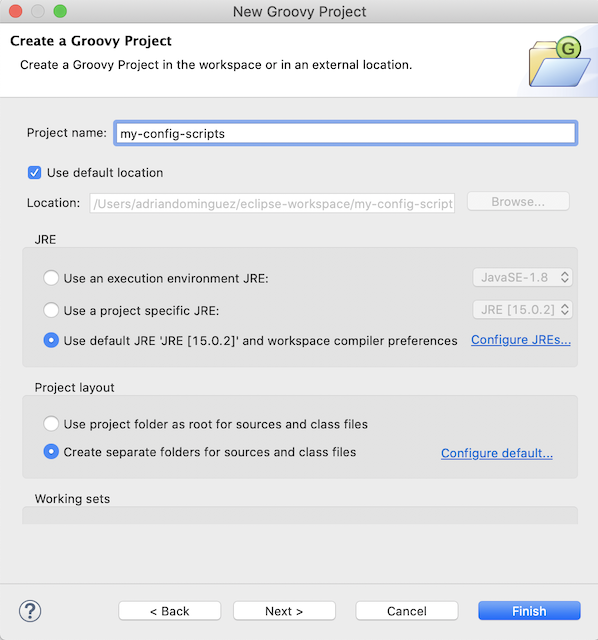 New Groovy Project
Create a Groovy Project
Create a Groovy Project in the workspace or in an external location.
G
Project name: my-config-scripts
Use default location
Location: /Users/adriandominguez/eclipse-workspace/my-config-script Browse...
JRE
Use an execution environment JRE: JavaSE-1.8
Use a project specific JRE: JRE [15.0.2]
Use default JRE 'JRE [15.0.2]' and workspace compiler preferences Configure JREs...
Project layout
Use project folder as root for sources and class files
Create separate folders for sources and class files Configure default...
Working sets
? < Back Next > Cancel Finish